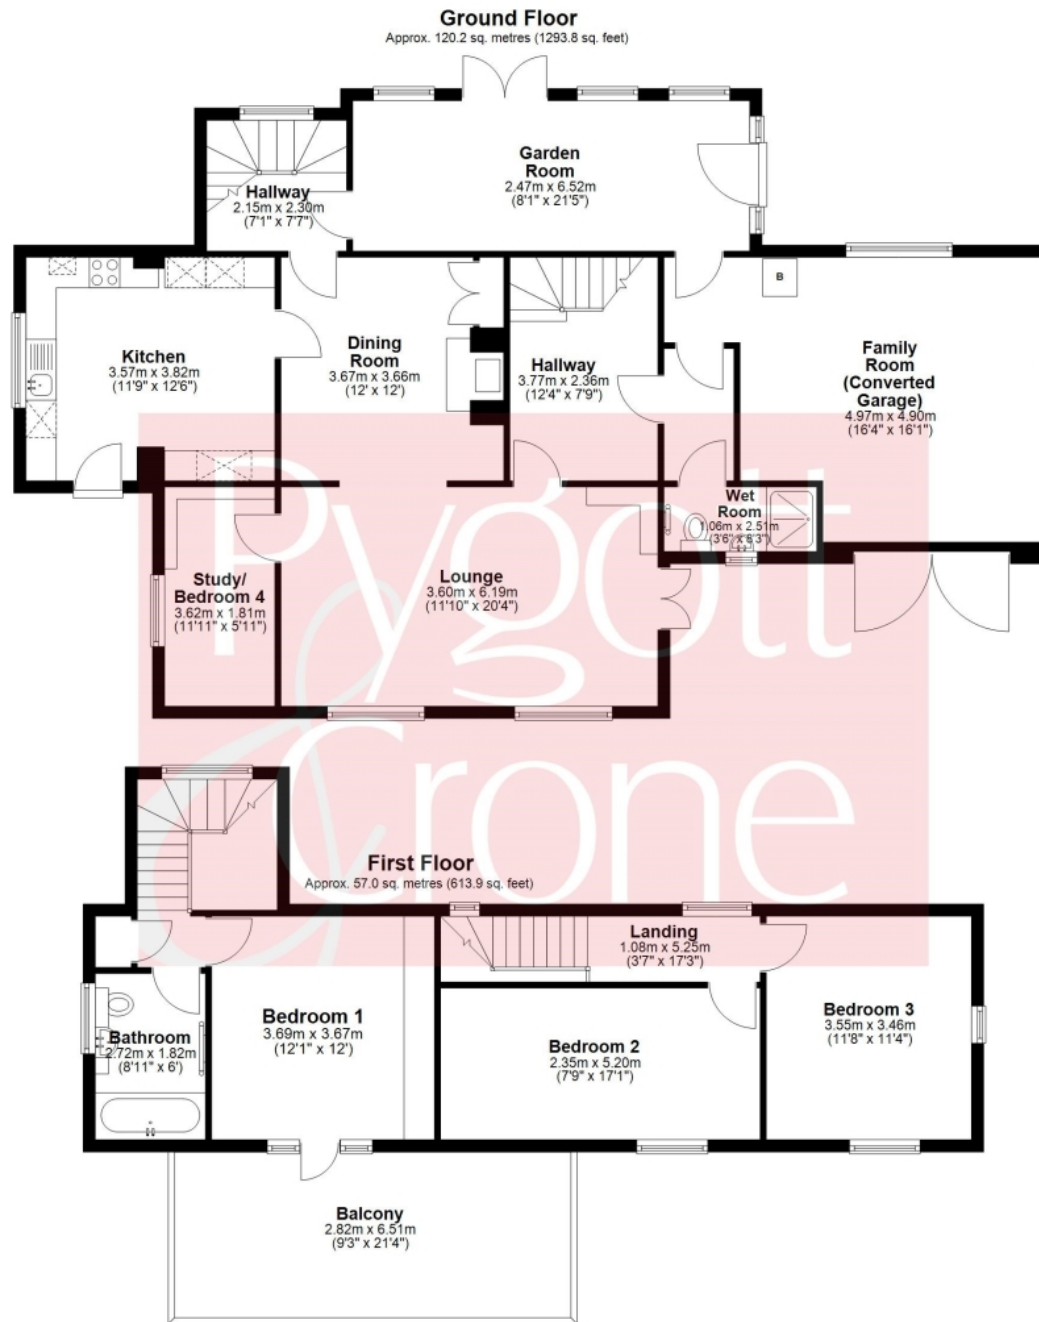 Ground Floor
Approx. 120.2 sq. metres (1293.8 sq. feet)
Garden
Room
2.47m x 6.52m
(8'1" x 21'5")
Hallway
2.15m x 2.30m
(7'1" x 7'7")
B
Kitchen
3.57m x 3.82m
(11'9" x 12'6")
Dining
Room
3.67m x 3.66m
(12' x 12')
Hallway
3.77m x 2.36m
(12'4" x 7'9")
Family
Room
(Converted
Garage)
4.97m x 4.90m
(16'4" x 16'1")
Wet
Room
1.06m x 2.51m
(3'6" x 8'3")
Study/
Bedroom 4
3.62m x 1.81m
(11'11" x 5'11")
Lounge
3.60m x 6.19m
(11'10" x 20'4")
Pygott
& Crone
First Floor
Approx. 57.0 sq. metres (613.9 sq. feet)
Landing
1.08m x 5.25m
(3'7" x 17'3")
Bathroom
2.72m x 1.82m
(8'11" x 6')
Bedroom 1
3.69m x 3.67m
(12'1" x 12')
Bedroom 2
2.35m x 5.20m
(7'9" x 17'1")
Bedroom 3
3.55m x 3.46m
(11'8" x 11'4")
Balcony
2.82m x 6.51m
(9'3" x 21'4")